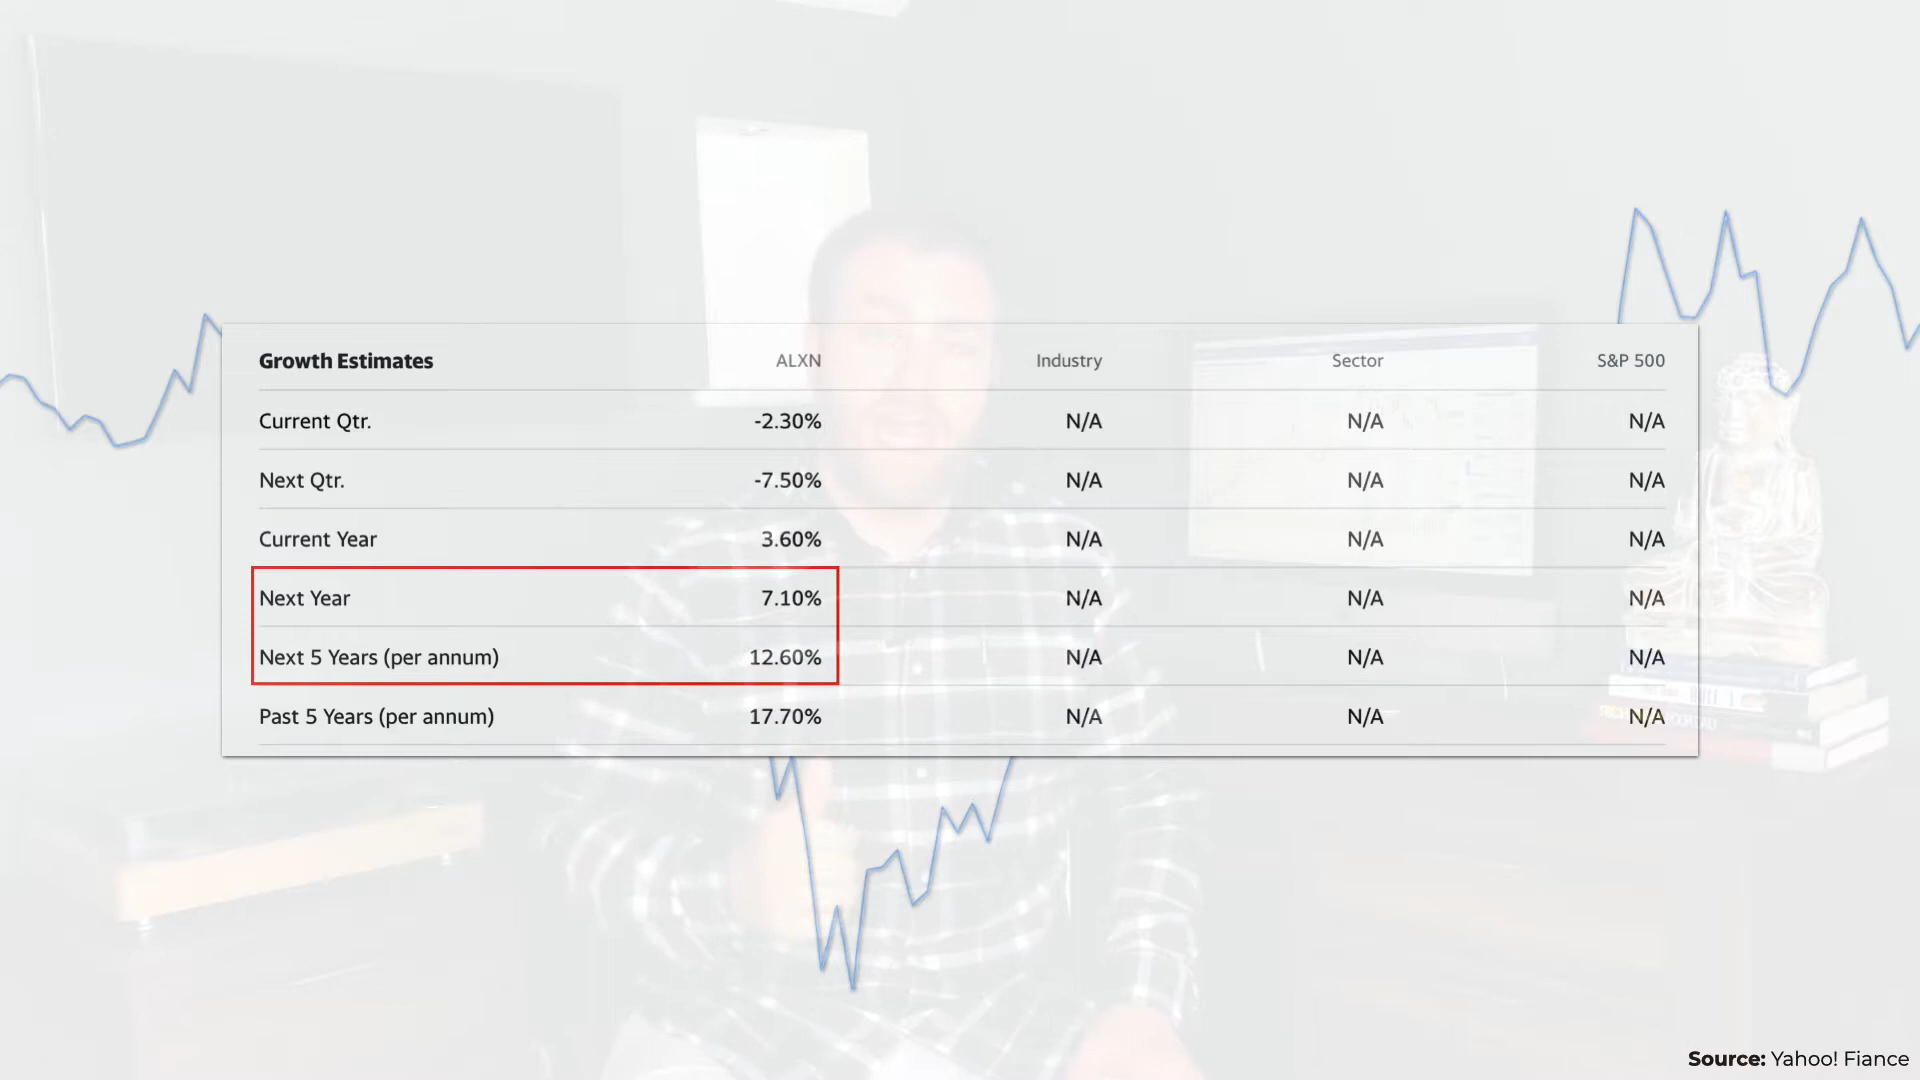 Growth Estimates ALXN Industry Sector S&P 500
Current Qtr. -2.30% N/A N/A N/A
Next Qtr. -7.50% N/A N/A N/A
Current Year 3.60% N/A N/A N/A
Next Year 7.10% N/A N/A N/A
Next 5 Years (per annum) 12.60% N/A N/A N/A
Past 5 Years (per annum) 17.70% N/A N/A N/A
Source: Yahoo! Fiance